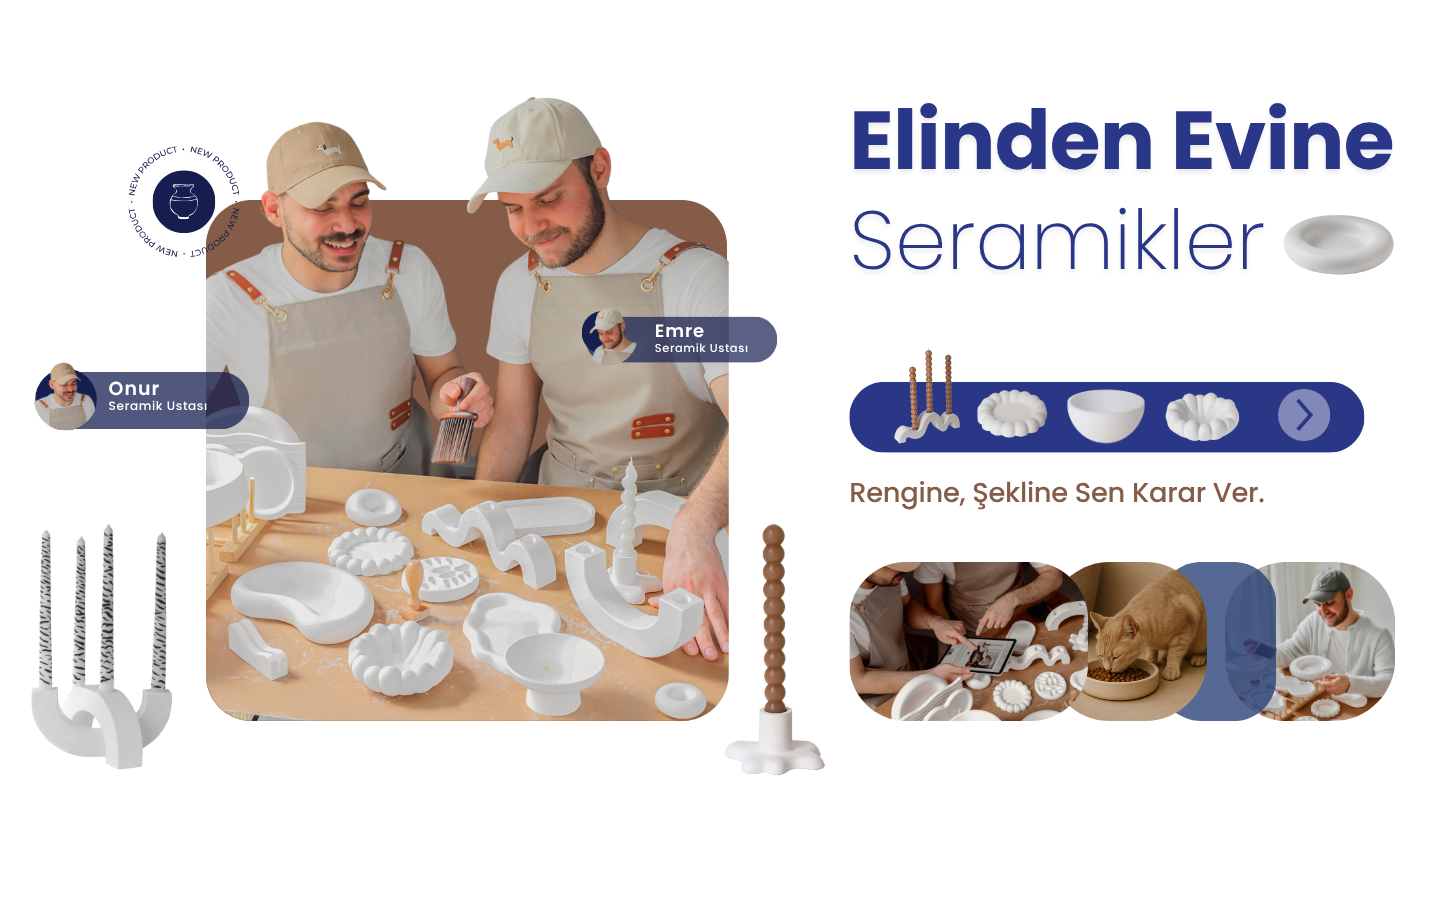 Elinden Evine
Seramikler
NEW PRODUCT • NEW PRODUCT • NEW PRODUCT • NEW PRODUCT •
Emre
Seramik Ustası
Onur
Seramik Ustası
Rengine, Şekline Sen Karar Ver.